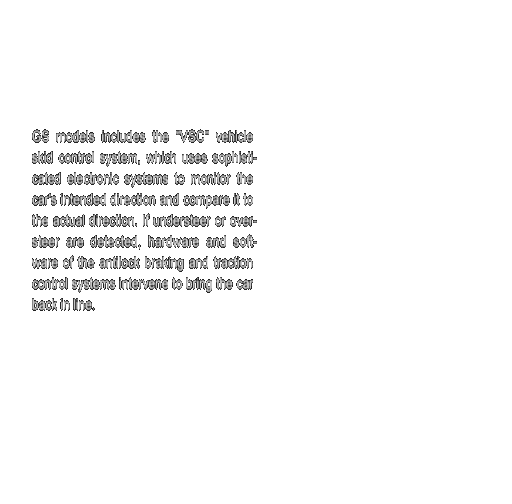 GS models includes the "VSC" vehicle
skid control system, which uses sophisti-
cated electronic systems to monitor the
car's intended direction and compare it to
the actual direction. If understeer or over-
steer are detected, hardware and soft-
ware of the antilock braking and traction
control systems intervene to bring the car
back in line.